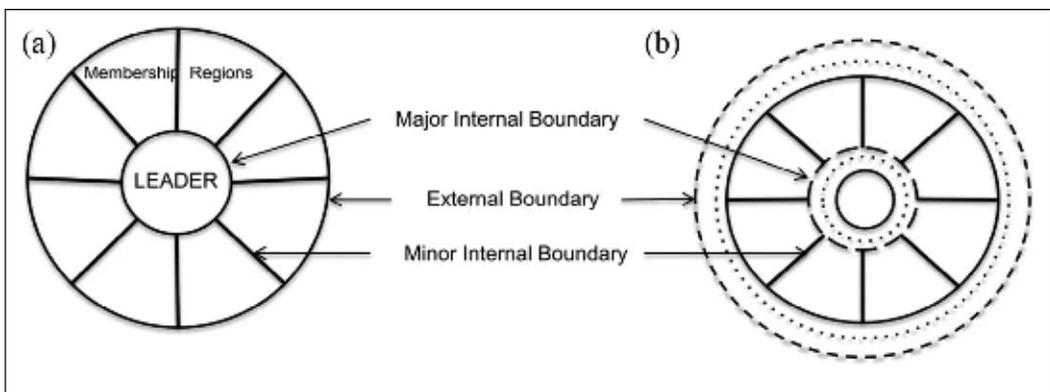 (a)
(b)
Membership Regions
Major Internal Boundary
LEADER
External Boundary
Minor Internal Boundary